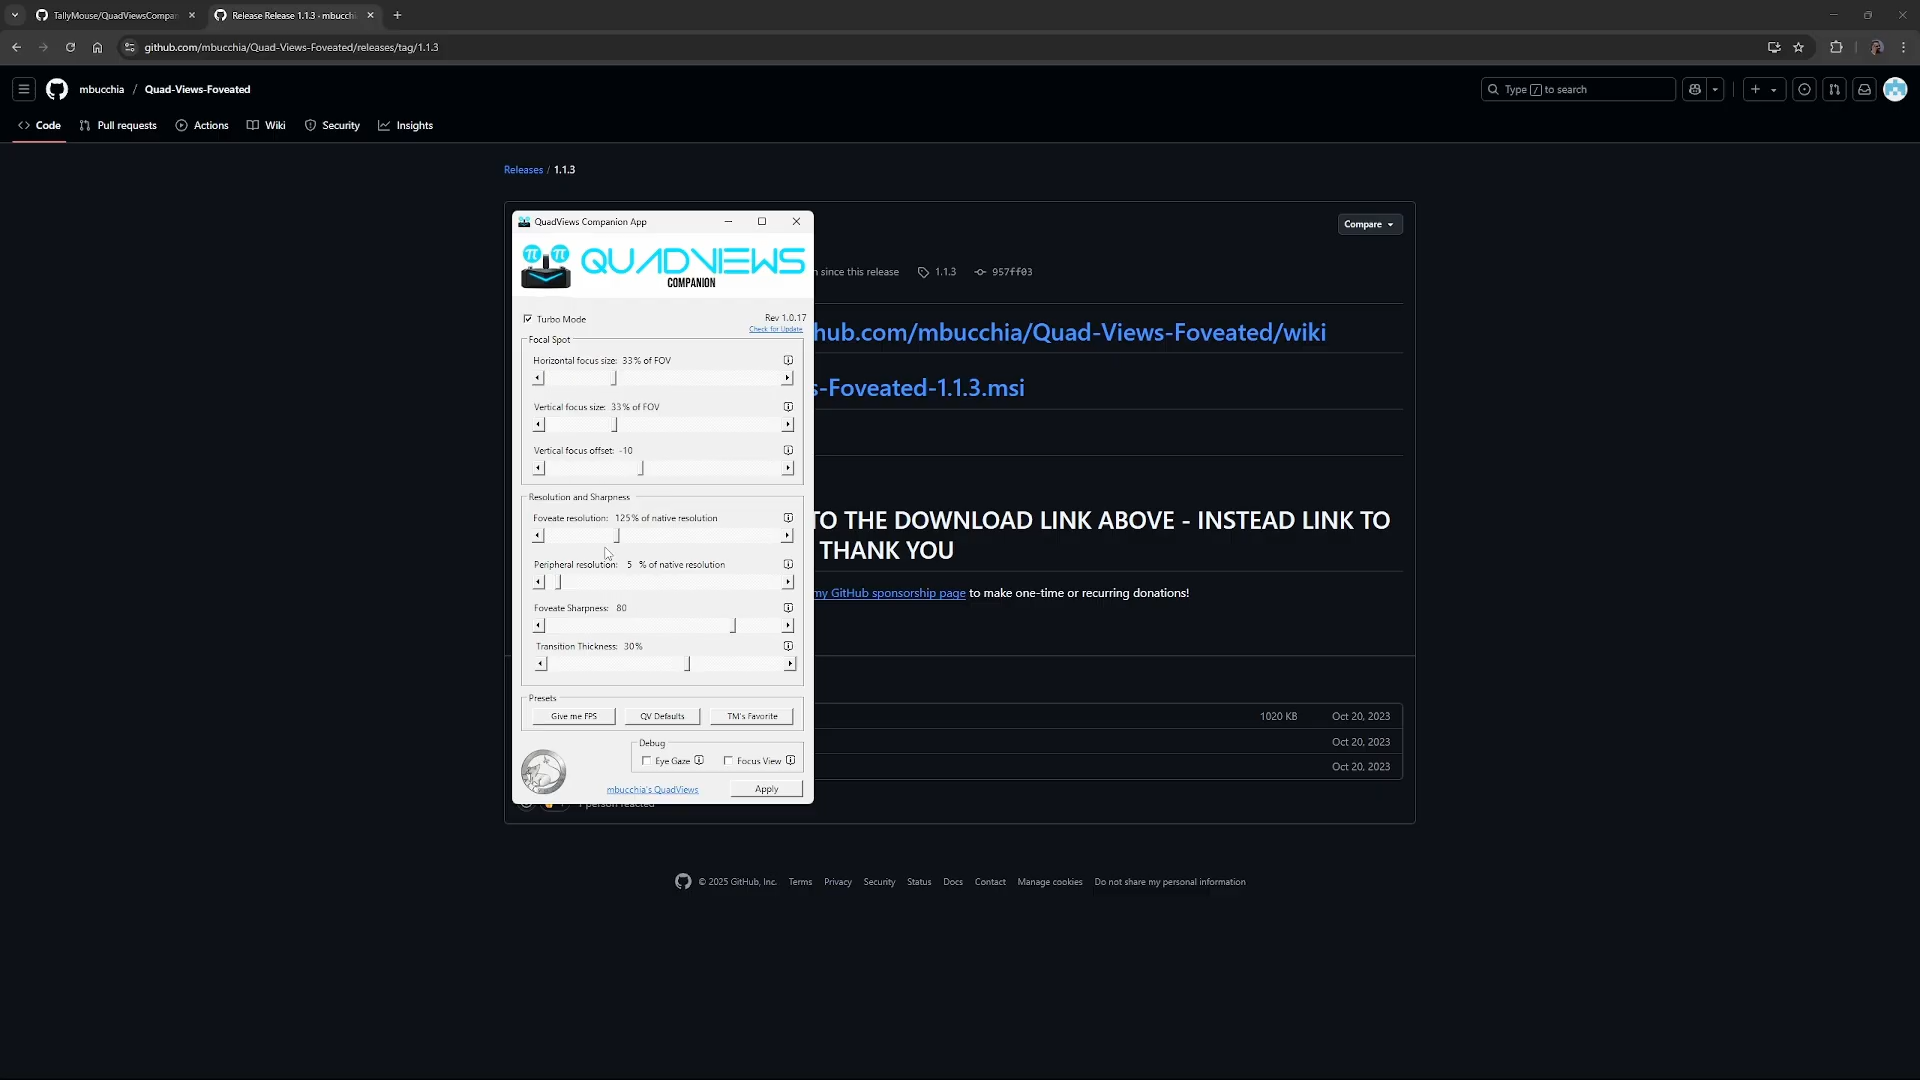 TallyMouse/QuadViewsCompan
Release Release 1.1.3 · mbucchi
github.com/mbucchia/Quad-Views-Foveated/releases/tag/1.1.3
mbucchia / Quad-Views-Foveated
Type / to search
Code
Pull requests
Actions
Wiki
Security
Insights
Releases / 1.1.3
Compare
since this release
1.1.3
957ff03
hub.com/mbucchia/Quad-Views-Foveated/wiki
s-Foveated-1.1.3.msi
TO THE DOWNLOAD LINK ABOVE - INSTEAD LINK TO
THANK YOU
my GitHub sponsorship page to make one-time or recurring donations!
1020 KB
Oct 20, 2023
Oct 20, 2023
Oct 20, 2023
1 person reacted
QuadViews Companion App
QUADVIEWS
COMPANION
Turbo Mode
Rev 1.0.17
Check for Update
Focal Spot
Horizontal focus size: 33% of FOV
Vertical focus size: 33% of FOV
Vertical focus offset: -10
Resolution and Sharpness
Foveate resolution: 125% of native resolution
Peripheral resolution: 5 % of native resolution
Foveate Sharpness: 80
Transition Thickness: 30%
Presets
Give me FPS
QV Defaults
TM's Favorite
Debug
Eye Gaze
Focus View
mbucchia's QuadViews
Apply
© 2025 GitHub, Inc.
Terms
Privacy
Security
Status
Docs
Contact
Manage cookies
Do not share my personal information